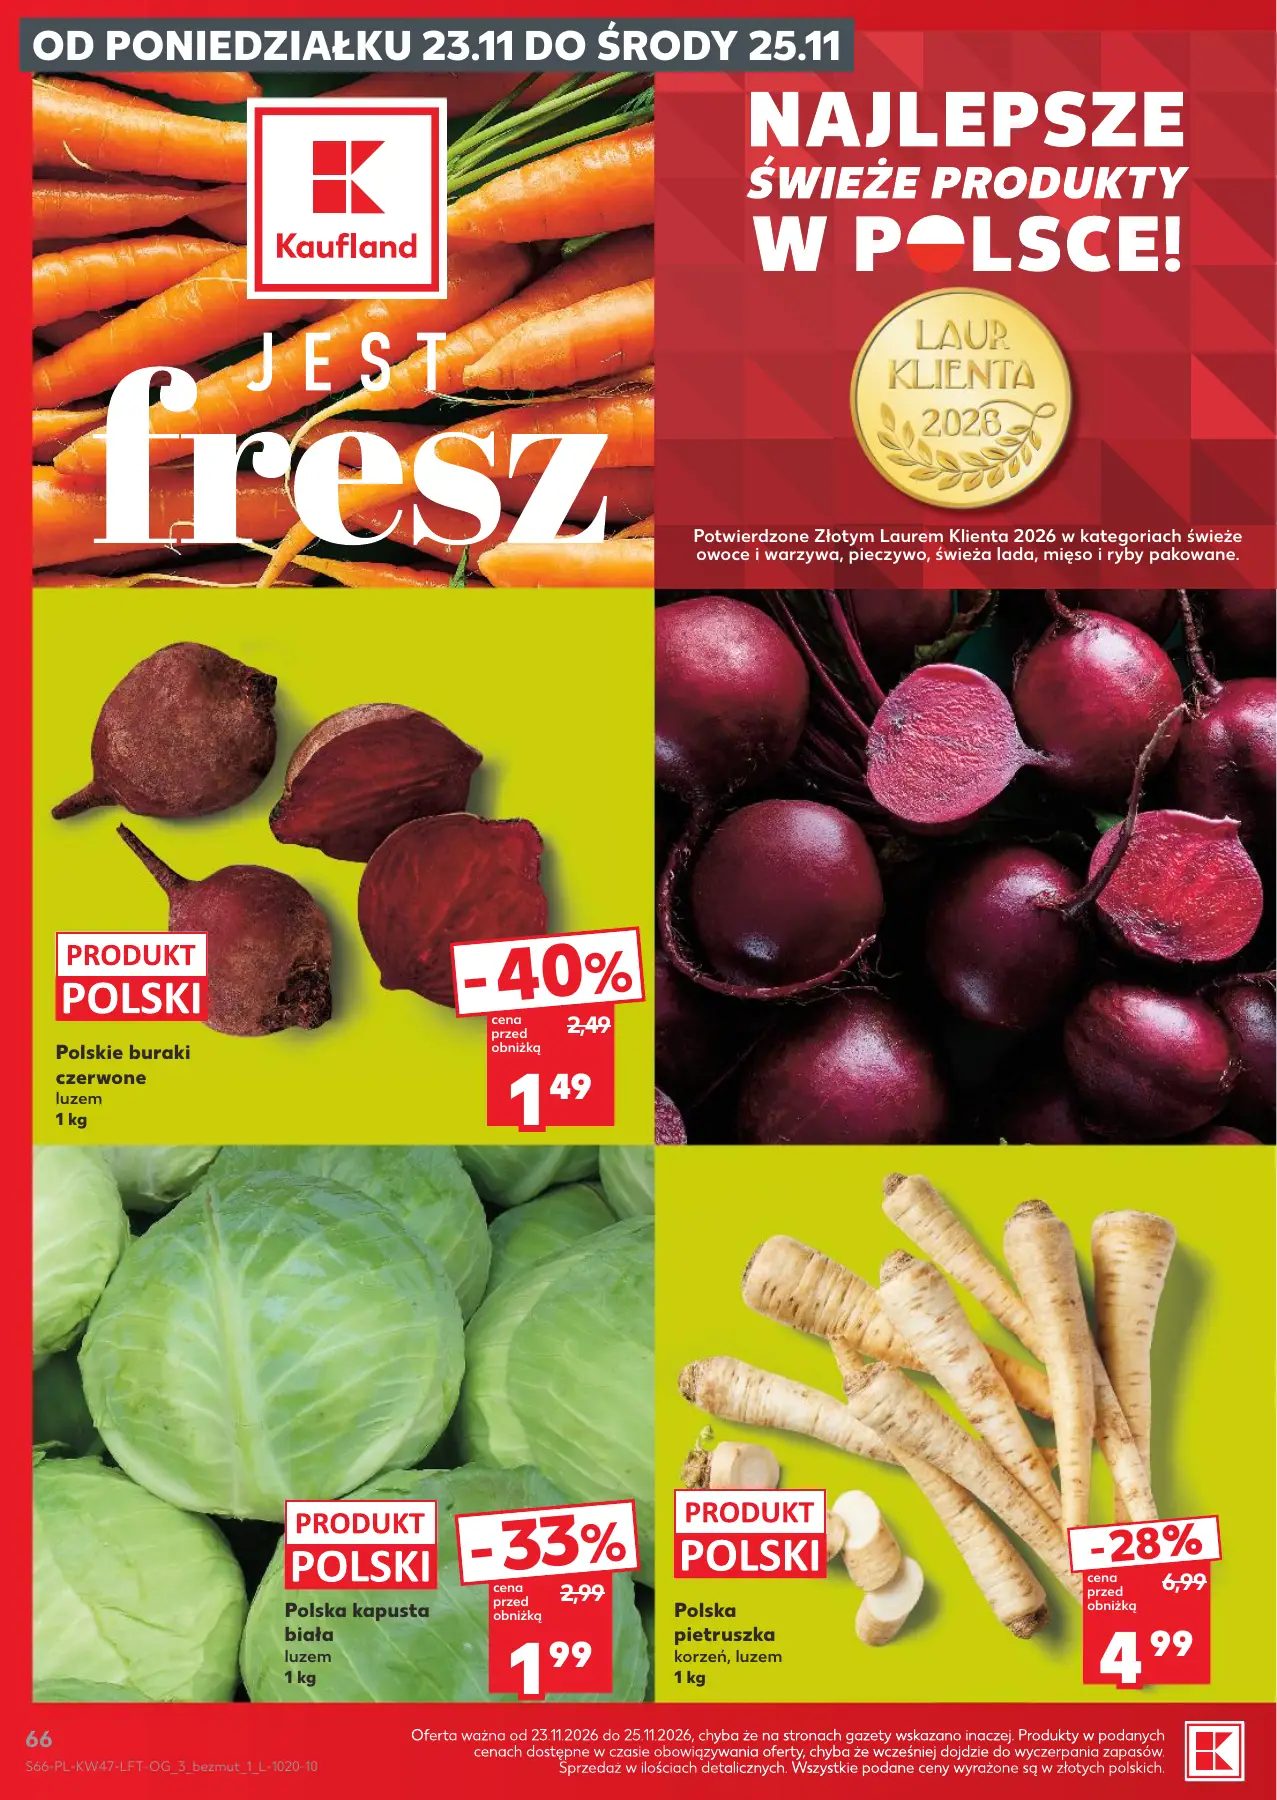 OD PONIEDZIAŁKU 23.11 DO ŚRODY 25.11
Kaufland
JEST
fresz
NAJLEPSZE
ŚWIEŻE PRODUKTY
W POLSCE!
LAUR
KLIENTA
2026
Potwierdzone Złotym Laurem Klienta 2026 w kategoriach świeże
owoce i warzywa, pieczywo, świeża lada, mięso i ryby pakowane.
PRODUKT
POLSKI
Polskie buraki
czerwone
luzem
1 kg
-40%
cena
przed
obniżką
2,49
1 49
PRODUKT
POLSKI
Polska kapusta
biała
luzem
1 kg
-33%
cena
przed
obniżką
2,99
1 99
PRODUKT
POLSKI
Polska
pietruszka
korzeń, luzem
1 kg
-28%
cena
przed
obniżką
6,99
4 99
66
S66-PL-KW47-LFT-OG_3_bezmut_1_L-1020-10
Oferta ważna od 23.11.2026 do 25.11.2026, chyba że na stronach gazety wskazano inaczej. Produkty w podanych
cenach dostępne w czasie obowiązywania oferty, chyba że wcześniej dojdzie do wyczerpania zapasów.
Sprzedaż w ilościach detalicznych. Wszystkie podane ceny wyrażone są w złotych polskich.